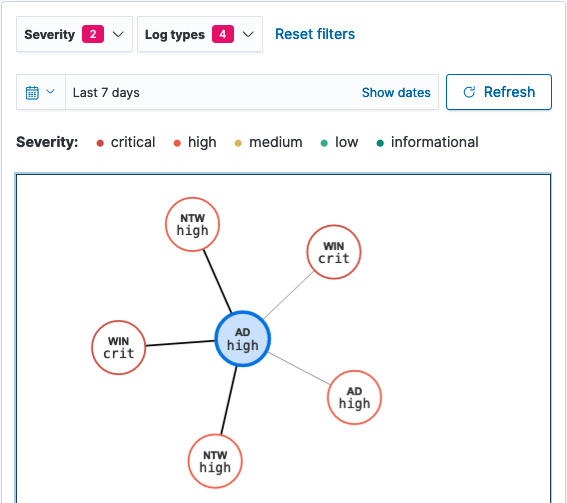 Severity 2 Log types 4 Reset filters
Last 7 days Show dates Refresh
Severity: critical high medium low informational
NTW
high
WIN
crit
AD
high
WIN
crit
AD
high
NTW
high